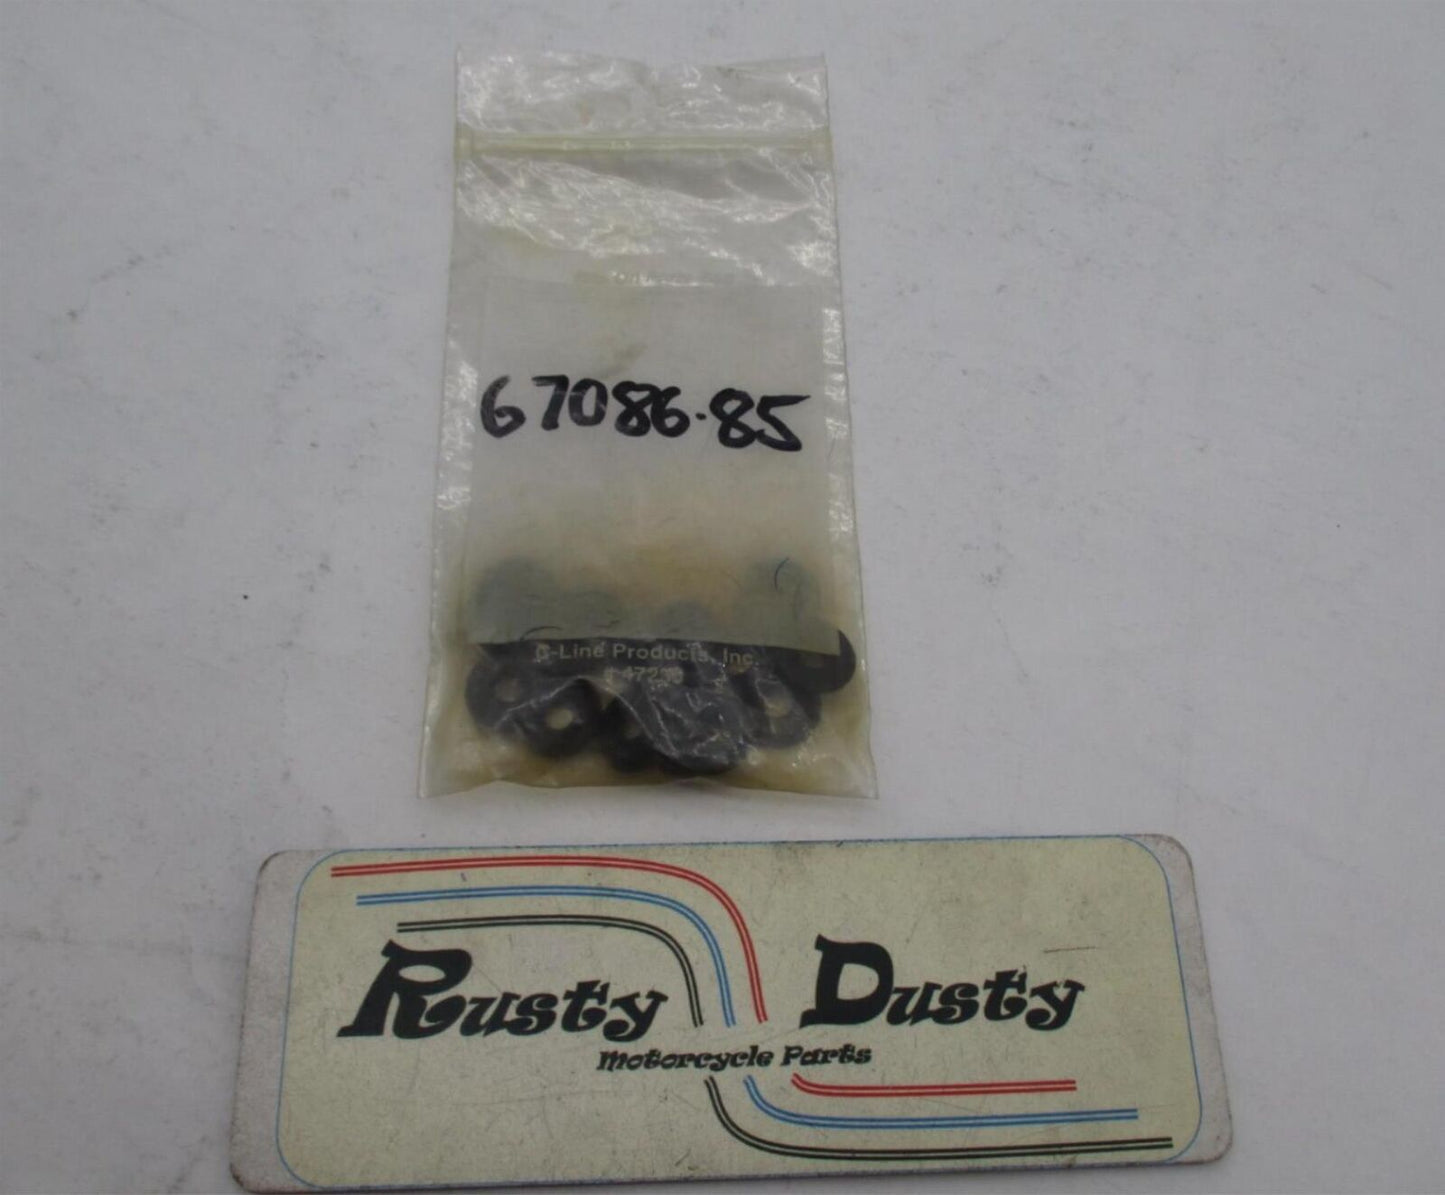 67086-85
C-Line Products, Inc.
Rusty Dusty
Motorcycle Parts